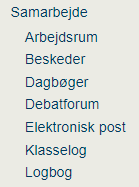 Samarbejde
Arbejdsrum
Beskeder
Dagbøger
Debatforum
Elektronisk post
Klasselog
Logbog